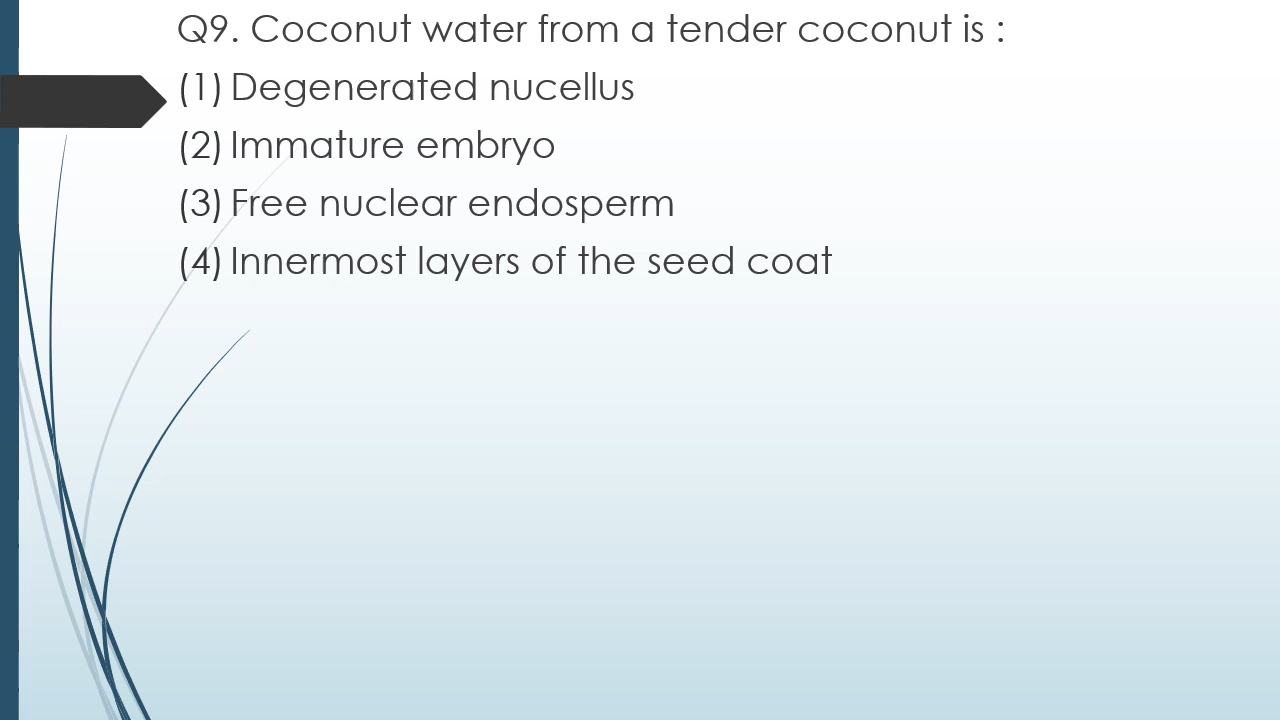 Q9. Coconut water from a tender coconut is :
(1) Degenerated nucellus
(2) Immature embryo
(3) Free nuclear endosperm
(4) Innermost layers of the seed coat